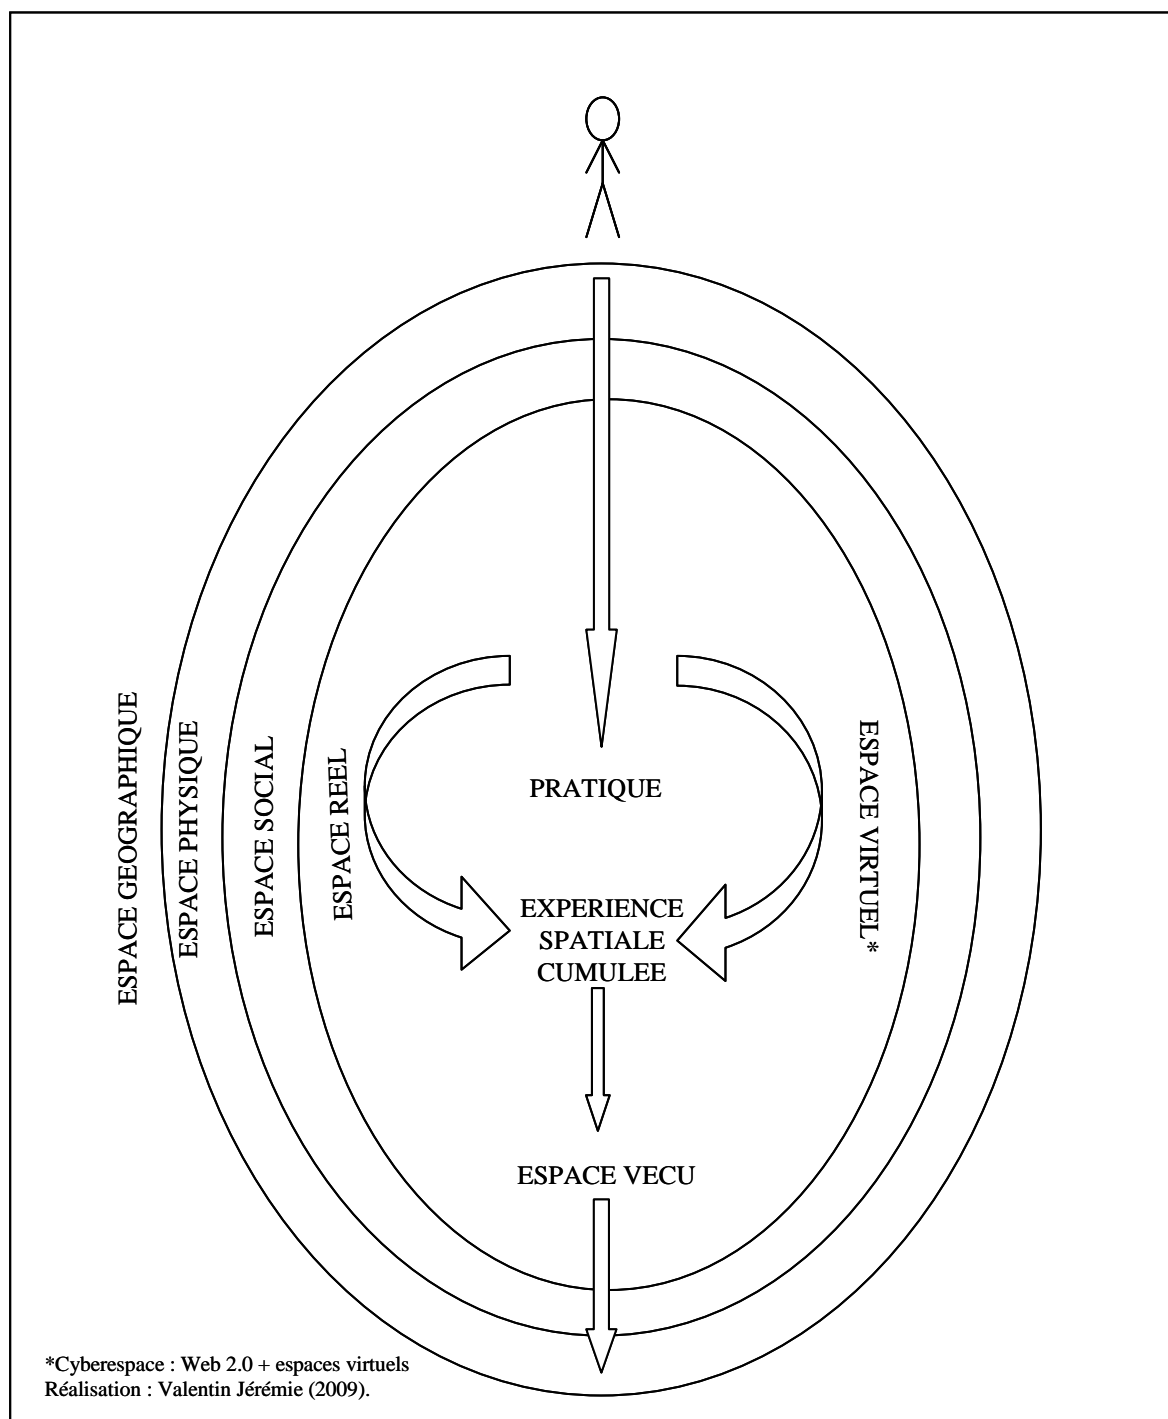 ESPACE GEOGRAPHIQUE
ESPACE PHYSIQUE
ESPACE SOCIAL
ESPACE REEL
PRATIQUE
ESPACE VIRTUEL*
EXPERIENCE
SPATIALE
CUMULEE
ESPACE VECU
*Cyberespace : Web 2.0 + espaces virtuels
Réalisation : Valentin Jérémie (2009).